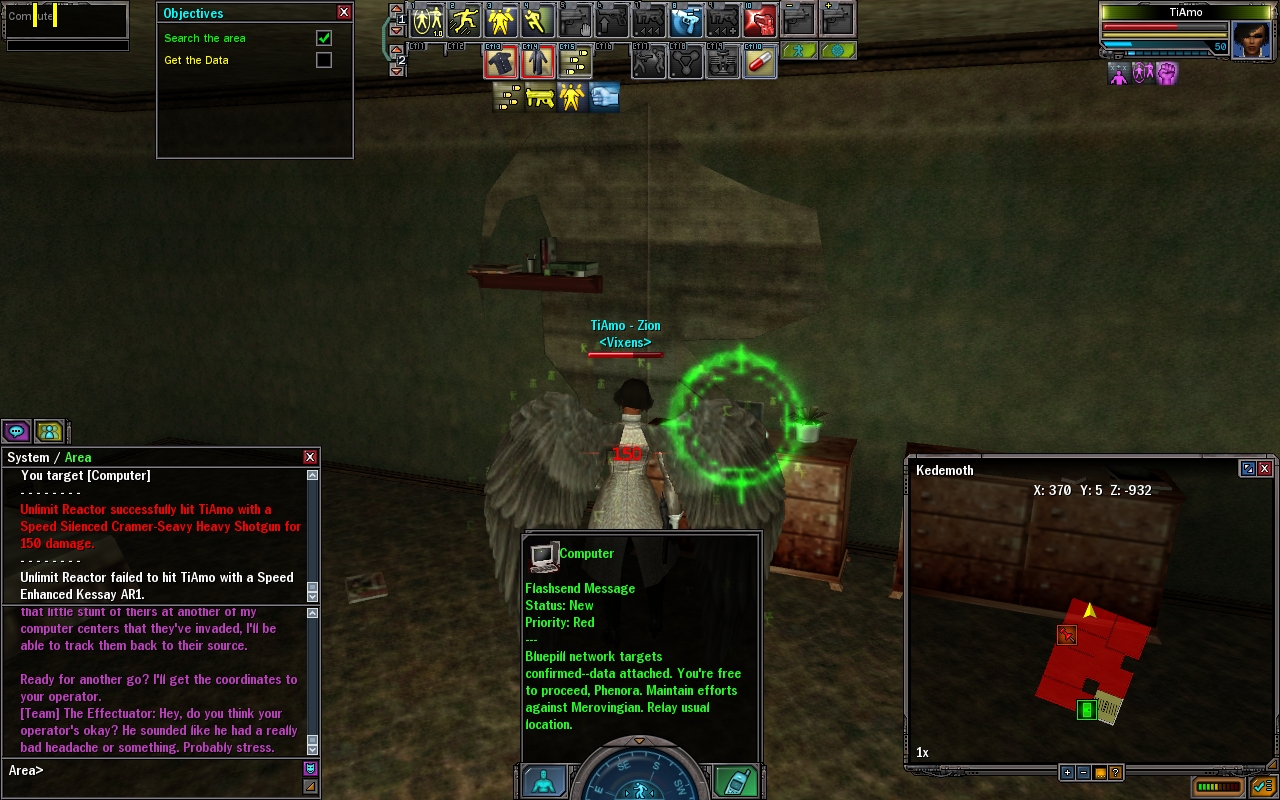 Computer
Objectives
Search the area
Get the Data
1
2
1.0
TiAmo
50
TiAmo - Zion
<Vixens>
150
System / Area
You target [Computer]
- - - - - - - -
Unlimit Reactor successfully hit TiAmo with a
Speed Silenced Cramer-Seavy Heavy Shotgun for
150 damage.
- - - - - - - -
Unlimit Reactor failed to hit TiAmo with a Speed
Enhanced Kessay AR1.
that little stunt of theirs at another of my
computer centers that they've invaded, I'll be
able to track them back to their source.
Ready for another go? I'll get the coordinates to
your operator.
[Team] The Effectuator: Hey, do you think your
operator's okay? He sounded like he had a really
bad headache or something. Probably stress.
Area>
Computer
Flashsend Message
Status: New
Priority: Red
---
Bluepill network targets
confirmed--data attached. You're free
to proceed, Phenora. Maintain efforts
against Merovingian. Relay usual
location.
SE S SW
Kedemoth
X: 370 Y: 5 Z: -932
1x